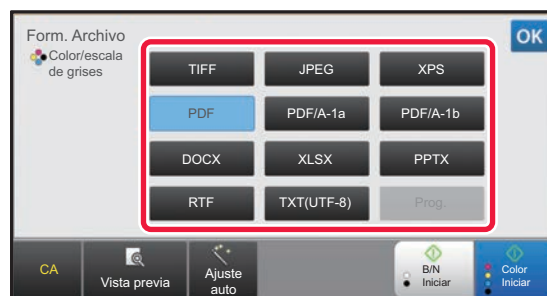 Form. Archivo
OK
Color/escala
de grises
TIFF
JPEG
XPS
PDF
PDF/A-1a
PDF/A-1b
DOCX
XLSX
PPTX
RTF
TXT(UTF-8)
Prog.
CA
Vista previa
Ajuste
auto
B/N
Iniciar
Color
Iniciar